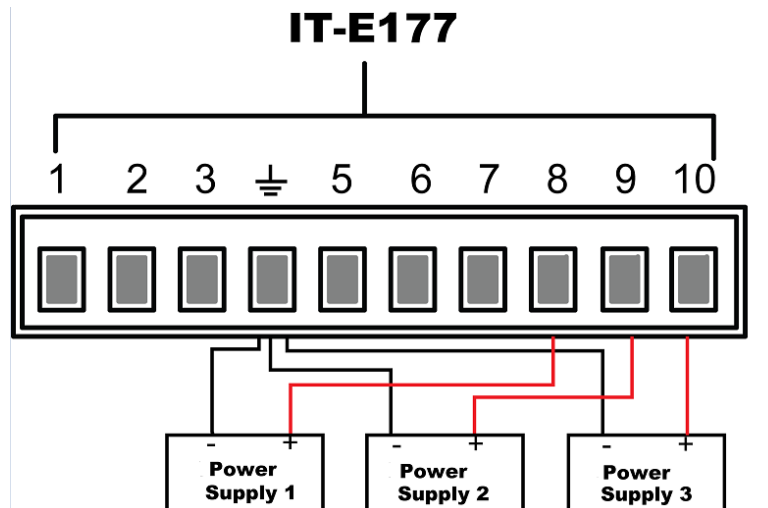 IT-E177
1 2 3 5 6 7 8 9 10
- + - + - +
Power Power Power
Supply 1 Supply 2 Supply 3